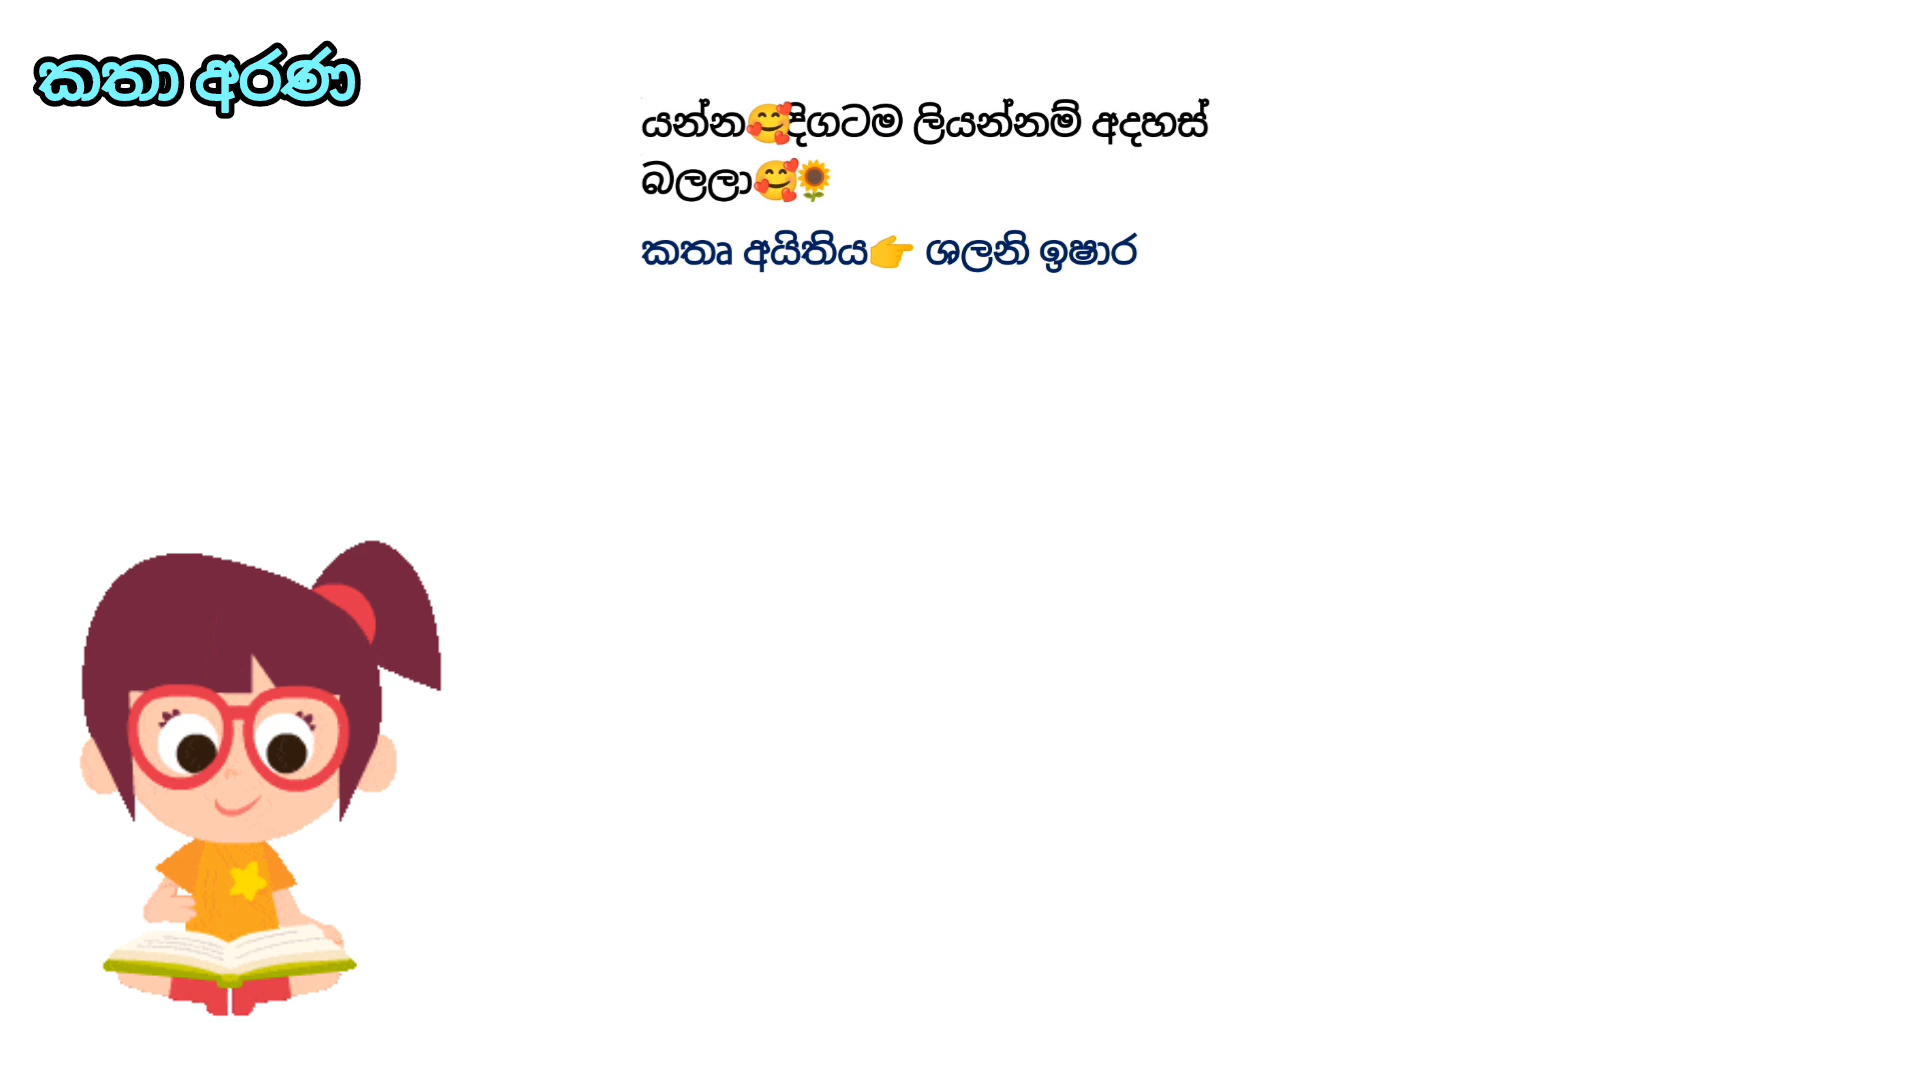 කතා අරණ
යන්න🥰දිගටම ලියන්නම් අදහස්
බලලා🥰🌻
කතෘ අයිතිය👉 ශලනි ඉෂාර